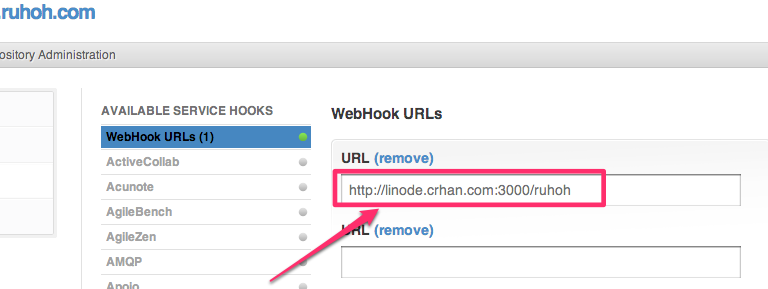 .ruhoh.com
ository Administration
AVAILABLE SERVICE HOOKS
WebHook URLs (1)
ActiveCollab
Acunote
AgileBench
AgileZen
AMQP
Apoio
WebHook URLs
URL (remove)
http://linode.crhan.com:3000/ruhoh
URL (remove)